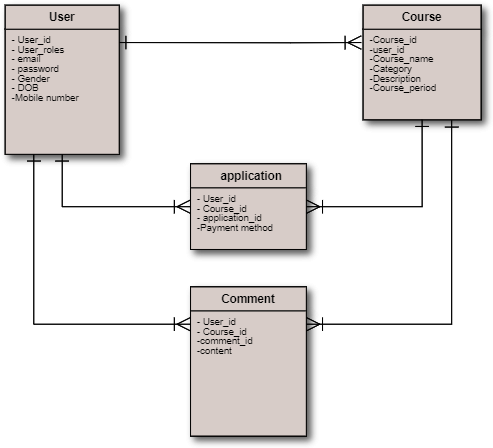 User
- User_id
- User_roles
- email
- password
- Gender
- DOB
-Mobile number
Course
-Course_id
-user_id
-Course_name
-Category
-Description
-Course_period
application
- User_id
- Course_id
- application_id
-Payment method
Comment
- User_id
- Course_id
-comment_id
-content